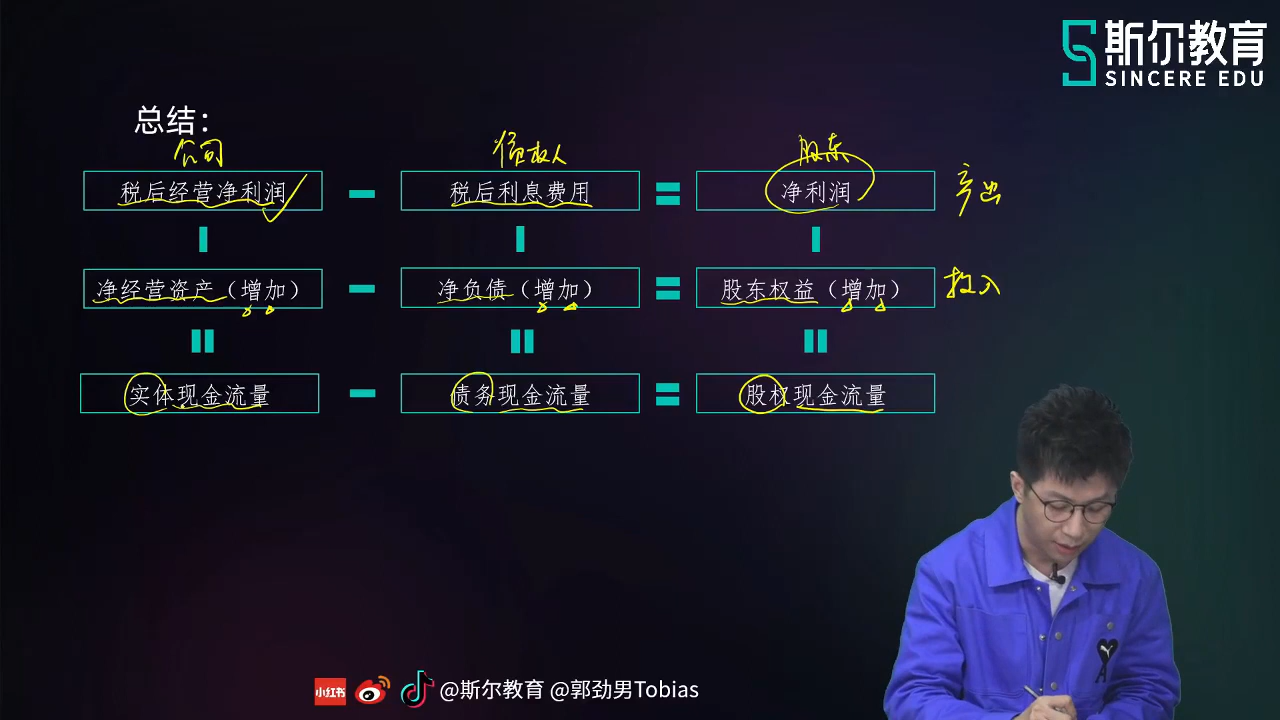 斯尔教育
SINCERE EDU
总结：
公司 债权人 股东
税后经营净利润 － 税后利息费用 ＝ 净利润 产出
净经营资产（增加） － 净负债（增加） ＝ 股东权益（增加） 投入
实体现金流量 － 债务现金流量 ＝ 股权现金流量
小红书 @斯尔教育 @郭劲男Tobias